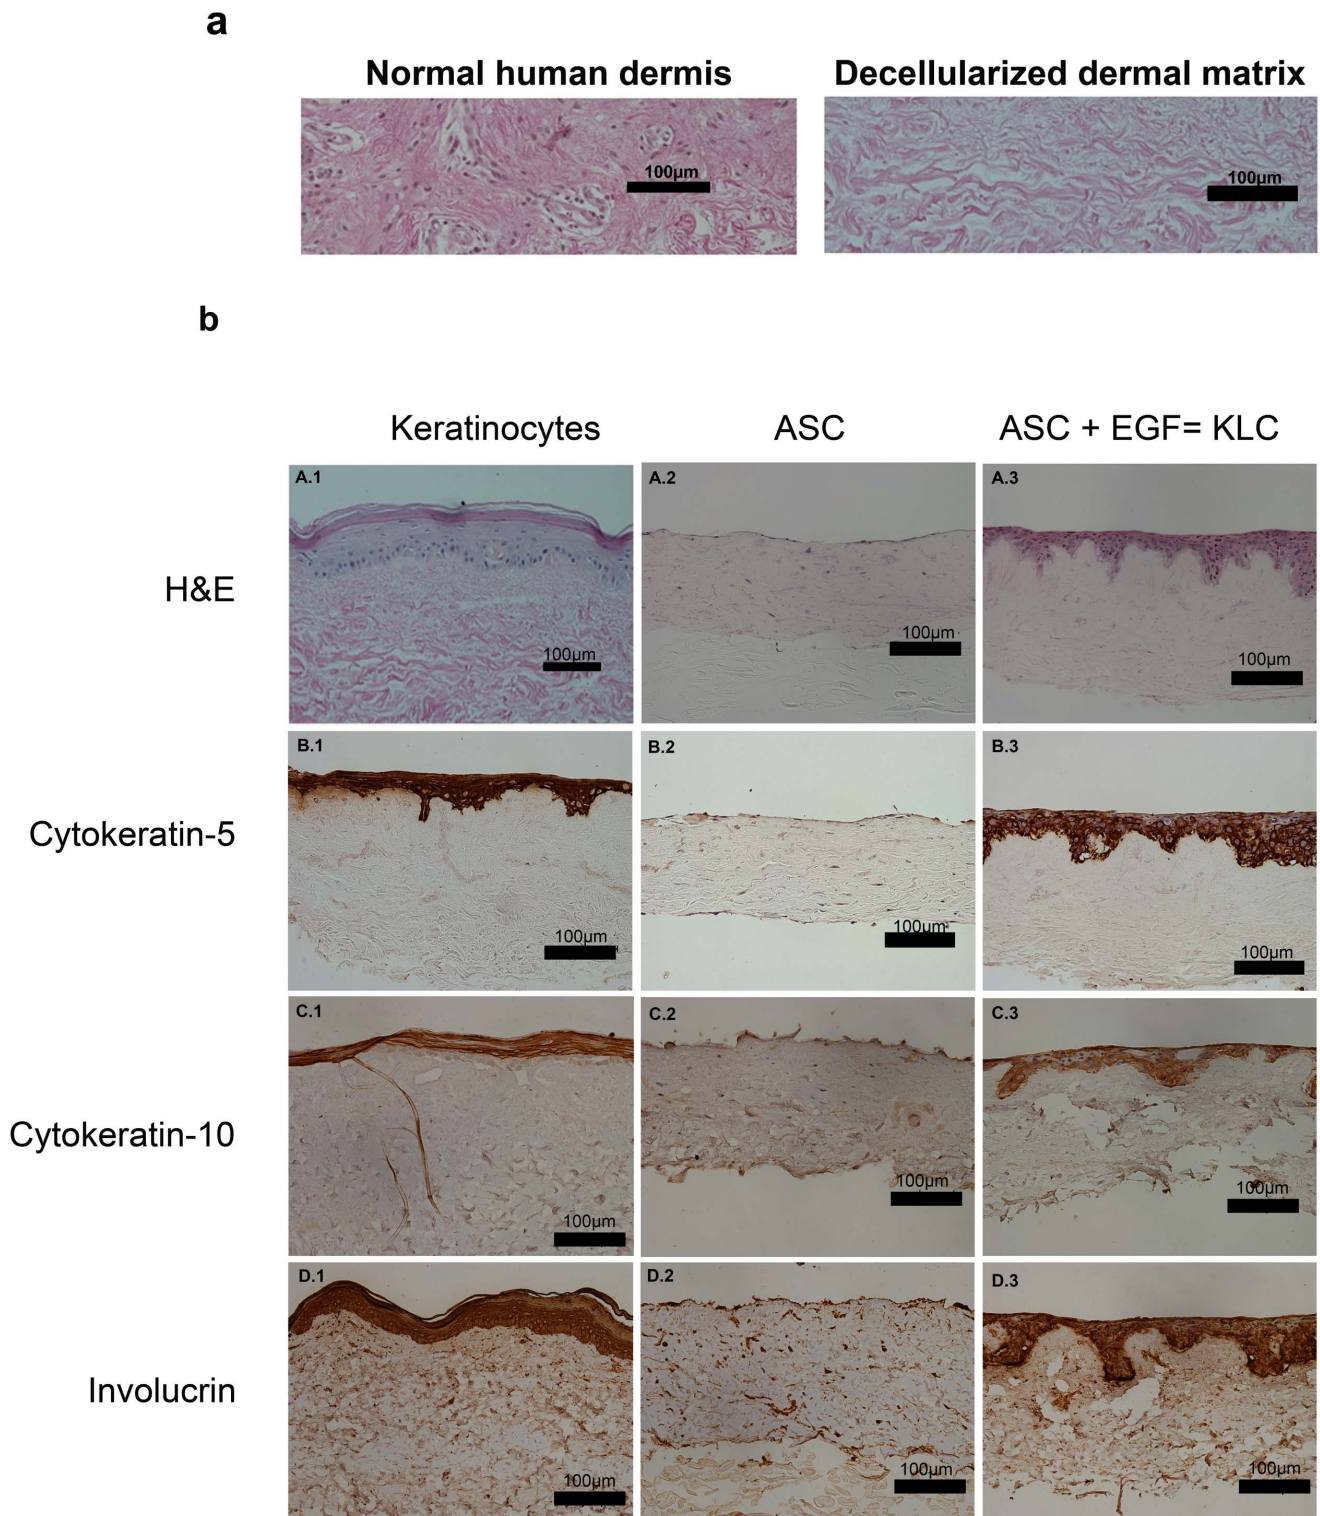 a
Normal human dermis
Decellularized dermal matrix
100µm
100µm
b
Keratinocytes
ASC
ASC + EGF= KLC
H&E
A.1
100µm
A.2
100µm
A.3
100µm
Cytokeratin-5
B.1
100µm
B.2
100µm
B.3
100µm
Cytokeratin-10
C.1
100µm
C.2
100µm
C.3
100µm
Involucrin
D.1
100µm
D.2
100µm
D.3
100µm